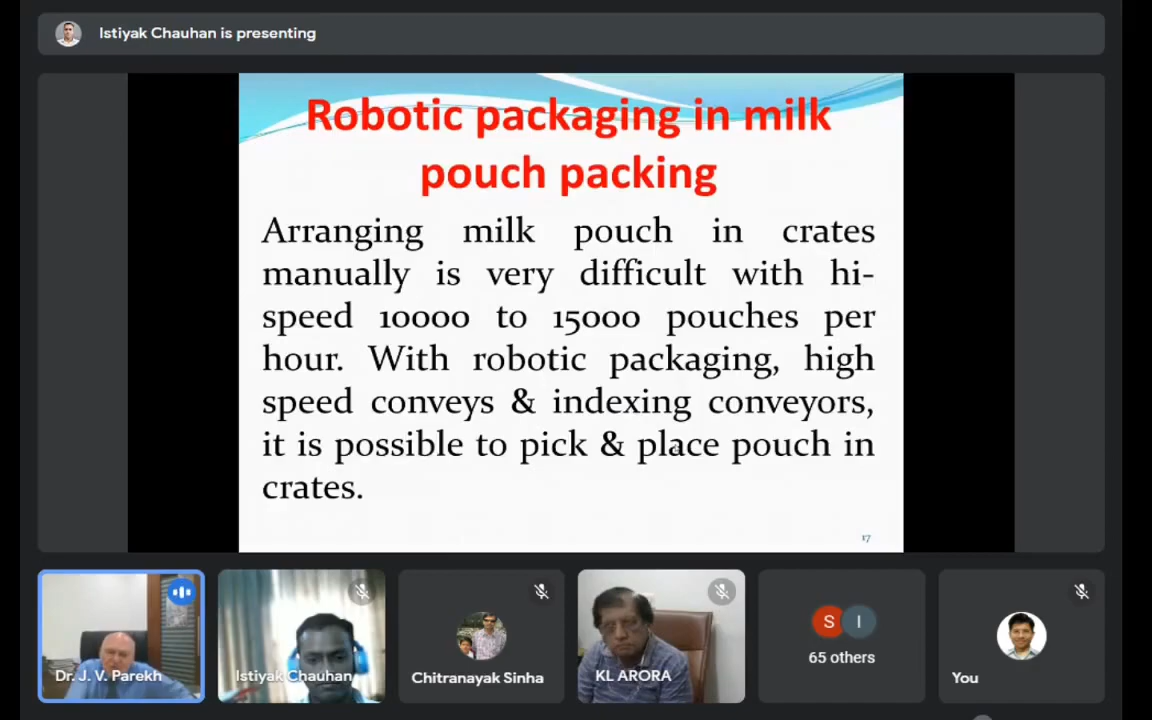 Istiyak Chauhan is presenting
Robotic packaging in milk
pouch packing
Arranging milk pouch in crates
manually is very difficult with hi-
speed 10000 to 15000 pouches per
hour. With robotic packaging, high
speed conveys & indexing conveyors,
it is possible to pick & place pouch in
crates.
17
Dr. J. V. Parekh
Istiyak Chauhan
Chitranayak Sinha
KL ARORA
S I
65 others
You